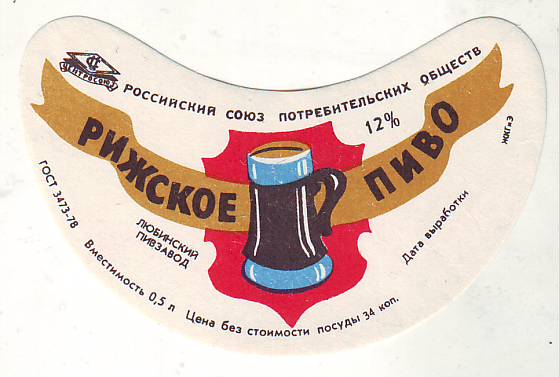 ЦЕНТРОСОЮЗ
РОССИЙСКИЙ СОЮЗ ПОТРЕБИТЕЛЬСКИХ ОБЩЕСТВ
12%
РИЖСКОЕ ПИВО
ЛЮБИНСКИЙ
ПИВЗАВОД
ГОСТ 3473-78
Вместимость 0,5 л Цена без стоимости посуды 34 коп.
Дата выработки